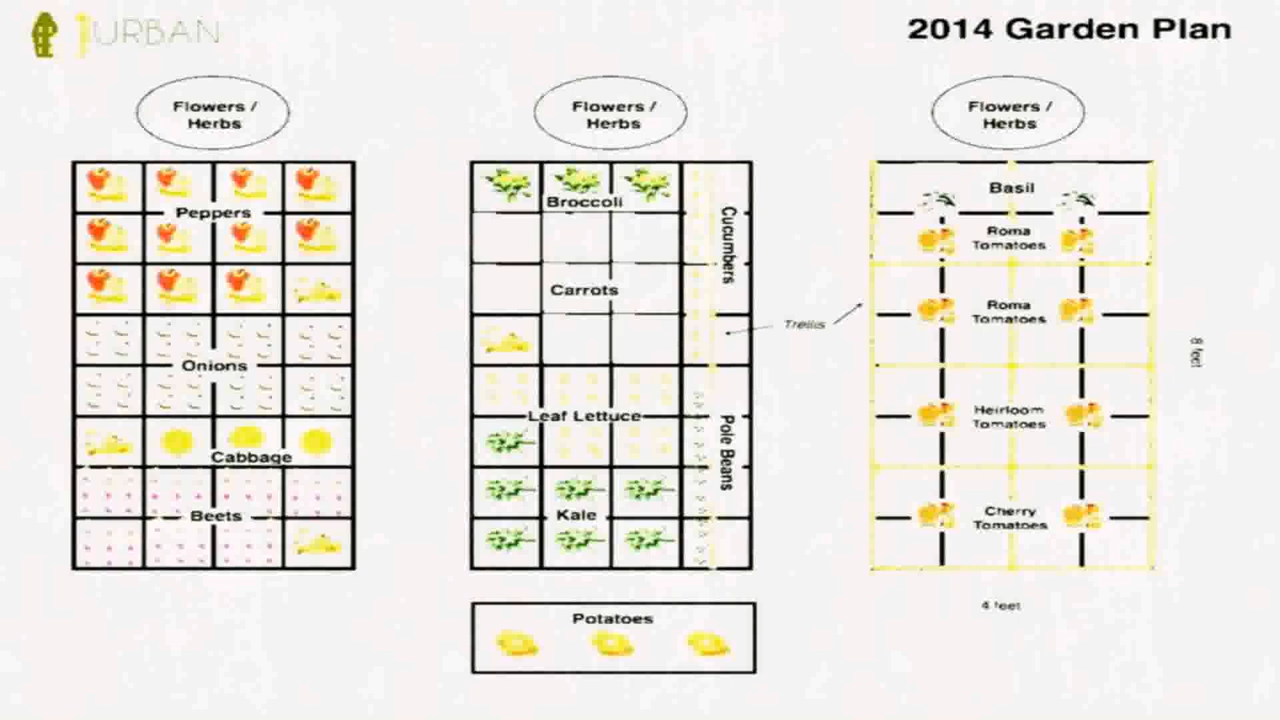 URBAN
2014 Garden Plan
Flowers /
Herbs
Flowers /
Herbs
Flowers /
Herbs
Peppers
Onions
Cabbage
Beets
Broccoli
Carrots
Leaf Lettuce
Kale
Cucumbers
Pole Beans
Trellis
Basil
Roma
Tomatoes
Roma
Tomatoes
Heirloom
Tomatoes
Cherry
Tomatoes
8 feet
4 feet
Potatoes